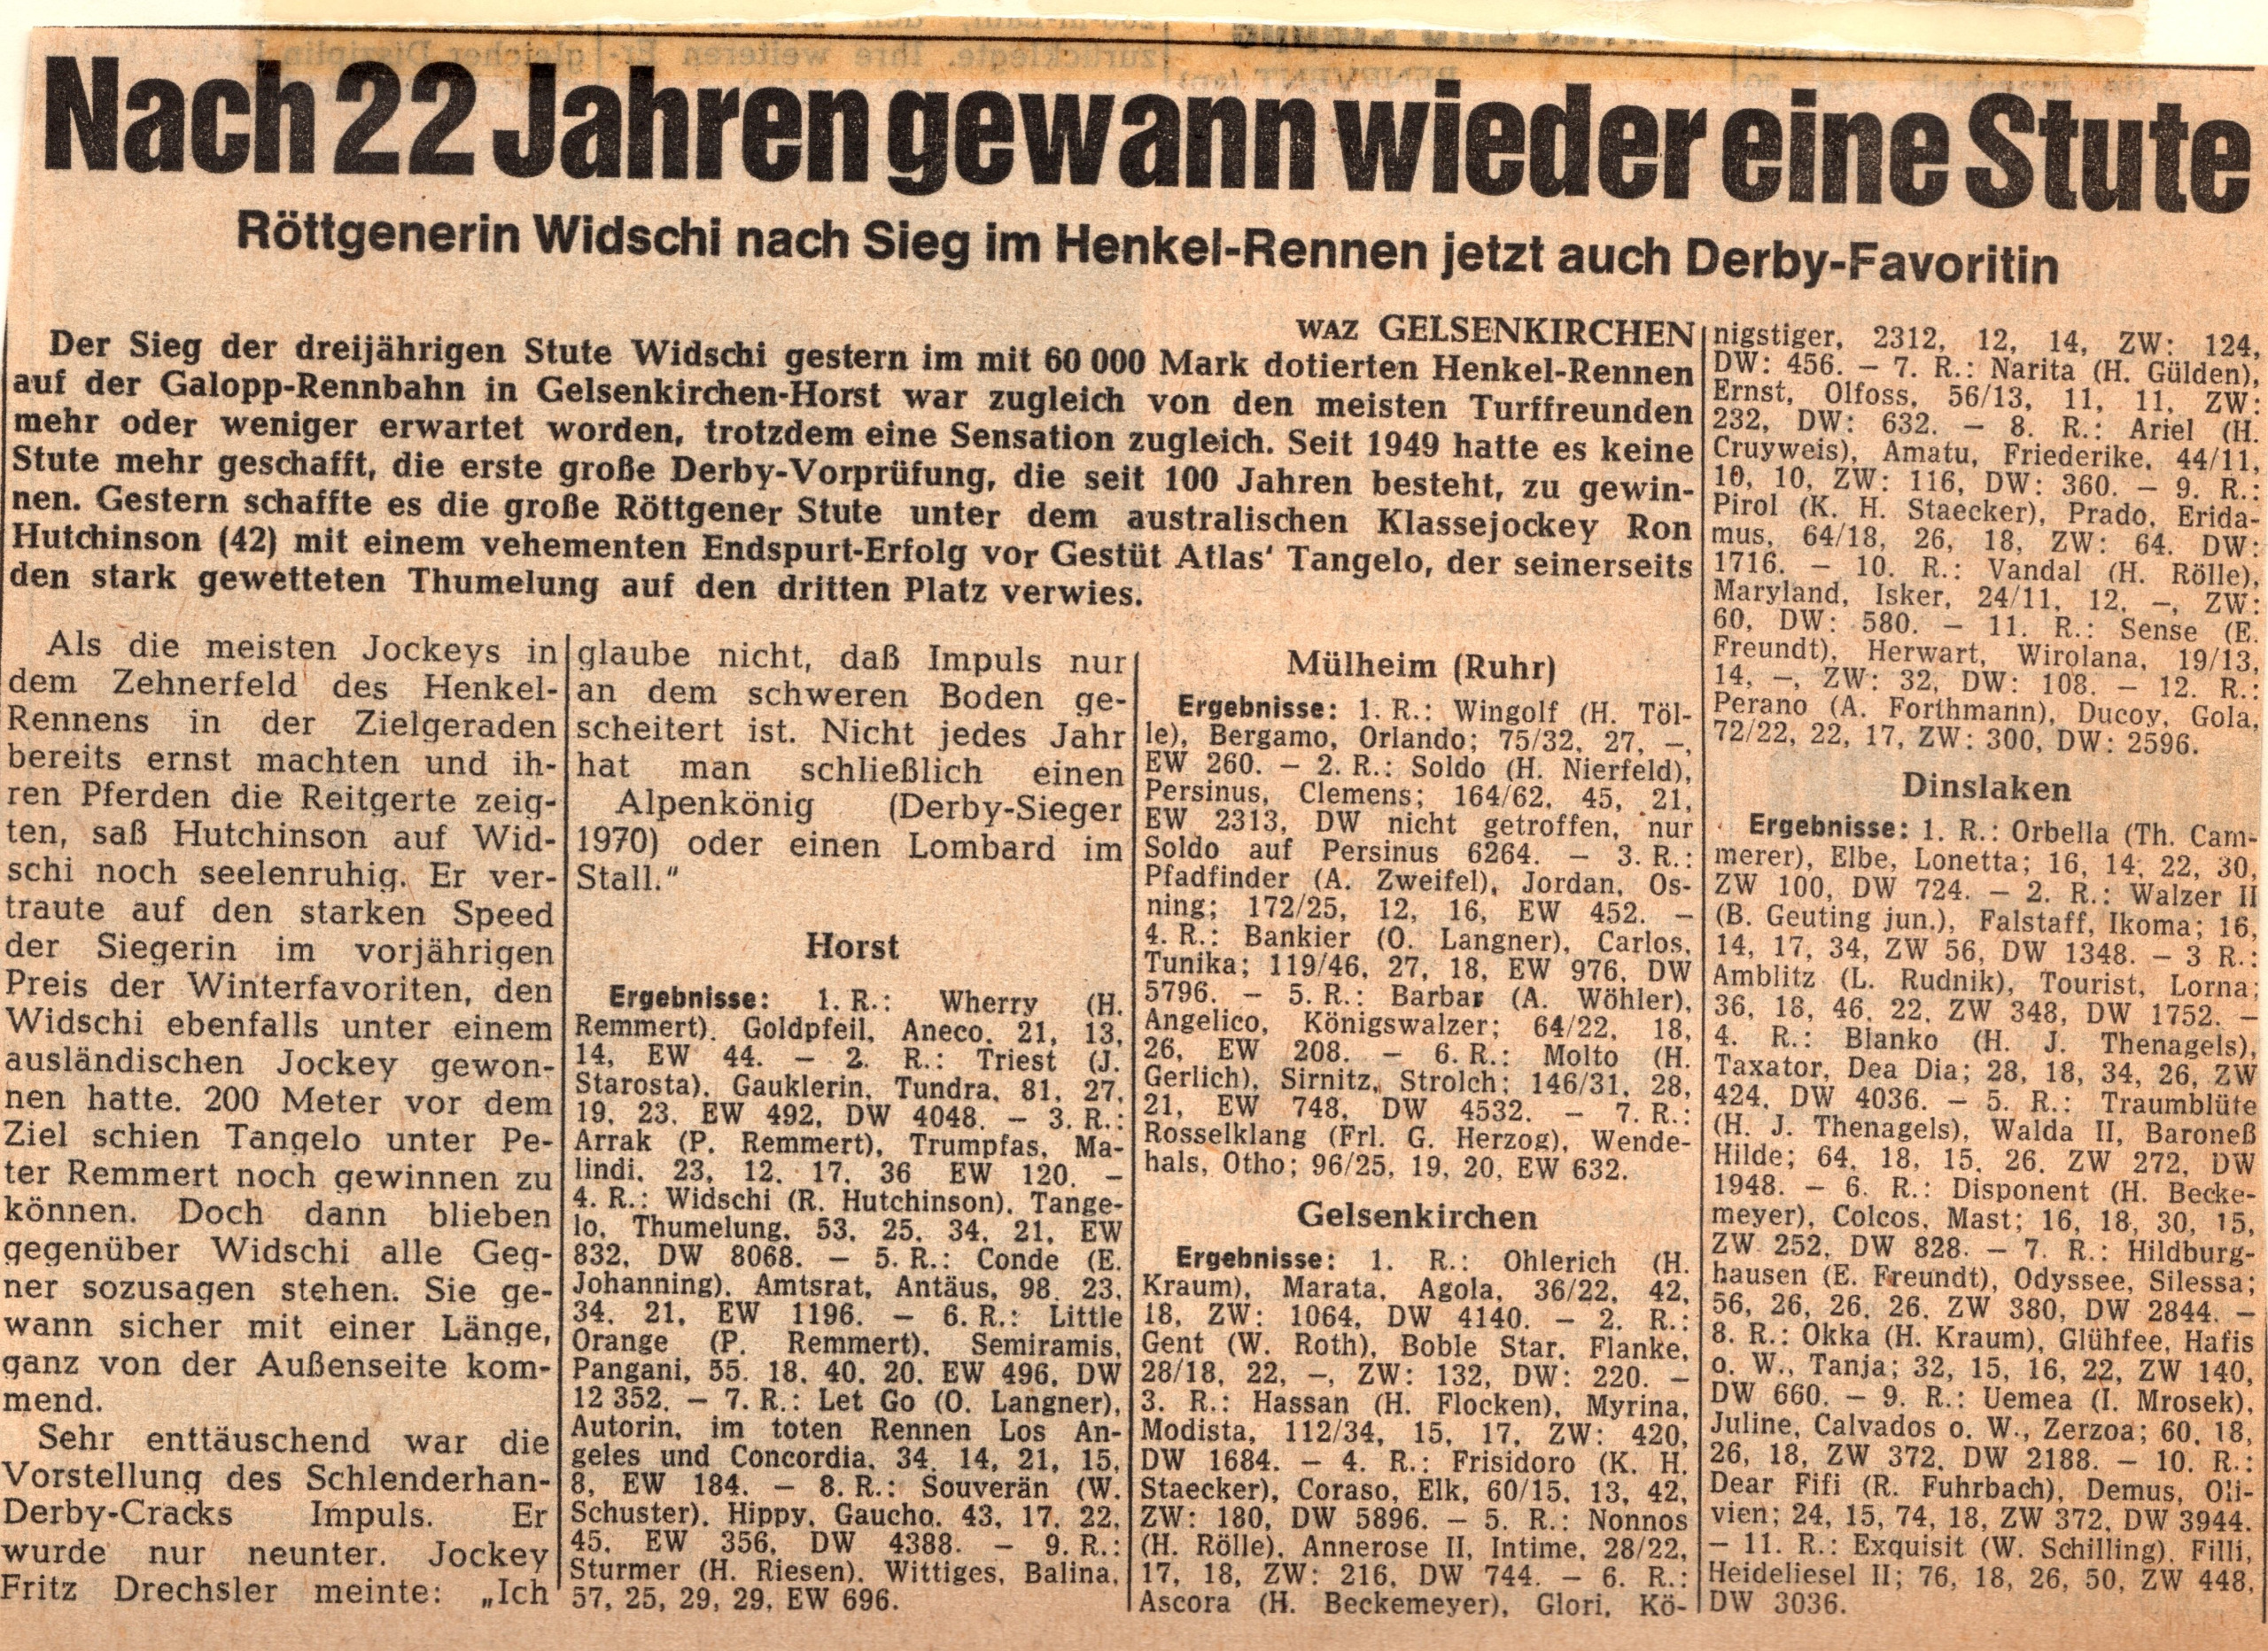 Nach 22 Jahren gewann wieder eine Stute
Röttgenerin Widschi nach Sieg im Henkel-Rennen jetzt auch Derby-Favoritin
WAZ GELSENKIRCHEN
Der Sieg der dreijährigen Stute Widschi gestern im mit 60 000 Mark dotierten Henkel-Rennen
auf der Galopp-Rennbahn in Gelsenkirchen-Horst war zugleich von den meisten Turffreunden
mehr oder weniger erwartet worden, trotzdem eine Sensation zugleich. Seit 1949 hatte es keine
Stute mehr geschafft, die erste große Derby-Vorprüfung, die seit 100 Jahren besteht, zu gewin-
nen. Gestern schaffte es die große Röttgener Stute unter dem australischen Klassejockey Ron
Hutchinson (42) mit einem vehementen Endspurt-Erfolg vor Gestüt Atlas' Tangelo, der seinerseits
den stark gewetteten Thumelung auf den dritten Platz verwies.
Als die meisten Jockeys in
dem Zehnerfeld des Henkel-
Rennens in der Zielgeraden
bereits ernst machten und ih-
ren Pferden die Reitgerte zeig-
ten, saß Hutchinson auf Wid-
schi noch seelenruhig. Er ver-
traute auf den starken Speed
der Siegerin im vorjährigen
Preis der Winterfavoriten, den
Widschi ebenfalls unter einem
ausländischen Jockey gewon-
nen hatte. 200 Meter vor dem
Ziel schien Tangelo unter Pe-
ter Remmert noch gewinnen zu
können. Doch dann blieben
gegenüber Widschi alle Geg-
ner sozusagen stehen. Sie ge-
wann sicher mit einer Länge,
ganz von der Außenseite kom-
mend.
Sehr enttäuschend war die
Vorstellung des Schlenderhan-
Derby-Cracks Impuls. Er
wurde nur neunter. Jockey
Fritz Drechsler meinte: „Ich
glaube nicht, daß Impuls nur
an dem schweren Boden ge-
scheitert ist. Nicht jedes Jahr
hat man schließlich einen
Alpenkönig (Derby-Sieger
1970) oder einen Lombard im
Stall."
Horst
Ergebnisse: 1. R.: Wherry (H.
Remmert). Goldpfeil, Aneco. 21, 13,
14, EW 44. — 2. R.: Triest (J.
Starosta). Gauklerin, Tundra, 81, 27,
19, 23. EW 492, DW 4048. — 3. R.:
Arrak (P. Remmert), Trumpfas, Ma-
lindi. 23, 12. 17. 36 EW 120. —
4. R.: Widschi (R. Hutchinson). Tange-
lo, Thumelung, 53, 25, 34, 21, EW
832, DW 8068. — 5. R.: Conde (E.
Johanning). Amtsrat, Antäus, 98. 23.
34. 21, EW 1196. — 6. R.: Little
Orange (P. Remmert), Semiramis,
Pangani, 55. 18. 40. 20. EW 496. DW
12 352. — 7. R.: Let Go (O. Langner),
Autorin, im toten Rennen Los An-
geles und Concordia, 34. 14, 21, 15,
8, EW 184. — 8. R.: Souverän (W.
Schuster). Hippy, Gaucho. 43, 17, 22,
45, EW 356, DW 4388. — 9. R.:
Sturmer (H. Riesen). Wittiges, Balina,
57, 25, 29, 29, EW 696.
Mülheim (Ruhr)
Ergebnisse: 1. R.: Wingolf (H. Töl-
le), Bergamo, Orlando; 75/32, 27, —,
EW 260. — 2. R.: Soldo (H. Nierfeld),
Persinus, Clemens; 164/62, 45, 21,
EW 2313, DW nicht getroffen, nur
Soldo auf Persinus 6264. — 3. R.:
Pfadfinder (A. Zweifel), Jordan, Os-
ning; 172/25, 12, 16, EW 452. —
4. R.: Bankier (O. Langner), Carlos,
Tunika; 119/46, 27, 18, EW 976, DW
5796. — 5. R.: Barbar (A. Wöhler),
Angelico, Königswalzer; 64/22, 18,
26, EW 208. — 6. R.: Molto (H.
Gerlich), Sirnitz, Strolch; 146/31, 28,
21, EW 748, DW 4532. — 7. R.:
Rosselklang (Frl. G. Herzog), Wende-
hals, Otho; 96/25, 19, 20, EW 632.
Gelsenkirchen
Ergebnisse: 1. R.: Ohlerich (H.
Kraum), Marata, Agola, 36/22, 42,
18, ZW: 1064, DW 4140. — 2. R.:
Gent (W. Roth), Boble Star, Flanke,
28/18, 22, —, ZW: 132, DW: 220. —
3. R.: Hassan (H. Flocken), Myrina,
Modista, 112/34, 15, 17, ZW: 420,
DW 1684. — 4. R.: Frisidoro (K. H.
Staecker), Coraso, Elk, 60/15, 13, 42,
ZW: 180, DW 5896. — 5. R.: Nonnos
(H. Rölle), Annerose II, Intime, 28/22,
17, 18, ZW: 216, DW 744. — 6. R.:
Ascora (H. Beckemeyer), Glori, Kö-
nigstiger, 2312, 12, 14, ZW: 124,
DW: 456. — 7. R.: Narita (H. Gülden),
Ernst, Olfoss, 56/13, 11, 11, ZW:
232, DW: 632. — 8. R.: Ariel (H.
Cruyweis), Amatu, Friederike, 44/11,
10, 10, ZW: 116, DW: 360. — 9. R.:
Pirol (K. H. Staecker), Prado, Erida-
mus, 64/18, 26, 18, ZW: 64. DW:
1716. — 10. R.: Vandal (H. Rölle),
Maryland, Isker, 24/11, 12, —, ZW:
60, DW: 580. — 11. R.: Sense (E.
Freundt), Herwart, Wirolana, 19/13,
14, —, ZW: 32, DW: 108. — 12. R.:
Perano (A. Forthmann), Ducoy, Gola,
72/22, 22, 17, ZW: 300, DW: 2596.
Dinslaken
Ergebnisse: 1. R.: Orbella (Th. Cam-
merer), Elbe, Lonetta; 16, 14, 22, 30,
ZW 100, DW 724. — 2. R.: Walzer II
(B. Geuting jun.), Falstaff, Ikoma; 16,
14, 17, 34, ZW 56, DW 1348. — 3 R.:
Amblitz (L. Rudnik), Tourist, Lorna;
36, 18, 46, 22, ZW 348, DW 1752. —
4. R.: Blanko (H. J. Thenagels),
Taxator, Dea Dia; 28, 18, 34, 26, ZW
424, DW 4036. — 5. R.: Traumblüte
(H. J. Thenagels), Walda II, Baroneß
Hilde; 64, 18, 15, 26, ZW 272, DW
1948. — 6. R.: Disponent (H. Becke-
meyer), Colcos, Mast; 16, 18, 30, 15,
ZW 252, DW 828. — 7. R.: Hildburg-
hausen (E. Freundt), Odyssee, Silessa;
56, 26, 26, 26, ZW 380, DW 2844. —
8. R.: Okka (H. Kraum), Glühfee, Hafis
o. W., Tanja; 32, 15, 16, 22, ZW 140,
DW 660. — 9. R.: Uemea (I. Mrosek),
Juline, Calvados o. W., Zerzoa; 60, 18,
26, 18, ZW 372, DW 2188. — 10. R.:
Dear Fifi (R. Fuhrbach), Demus, Oli-
vien; 24, 15, 74, 18, ZW 372, DW 3944.
— 11. R.: Exquisit (W. Schilling). Filli,
Heideliesel II; 76, 18, 26, 50, ZW 448,
DW 3036.